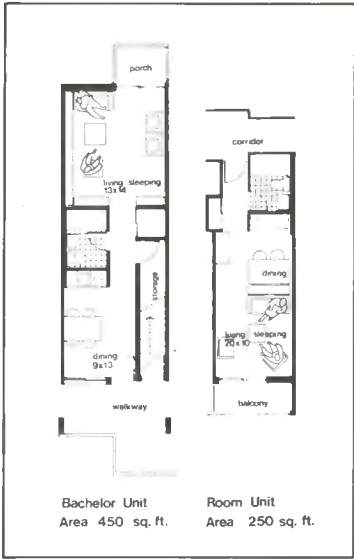 porch
living sleeping
13x14
storage
dining
9x13
walkway
corridor
dining
living sleeping
20x10
balcony
Bachelor Unit
Area 450 sq. ft.
Room Unit
Area 250 sq. ft.